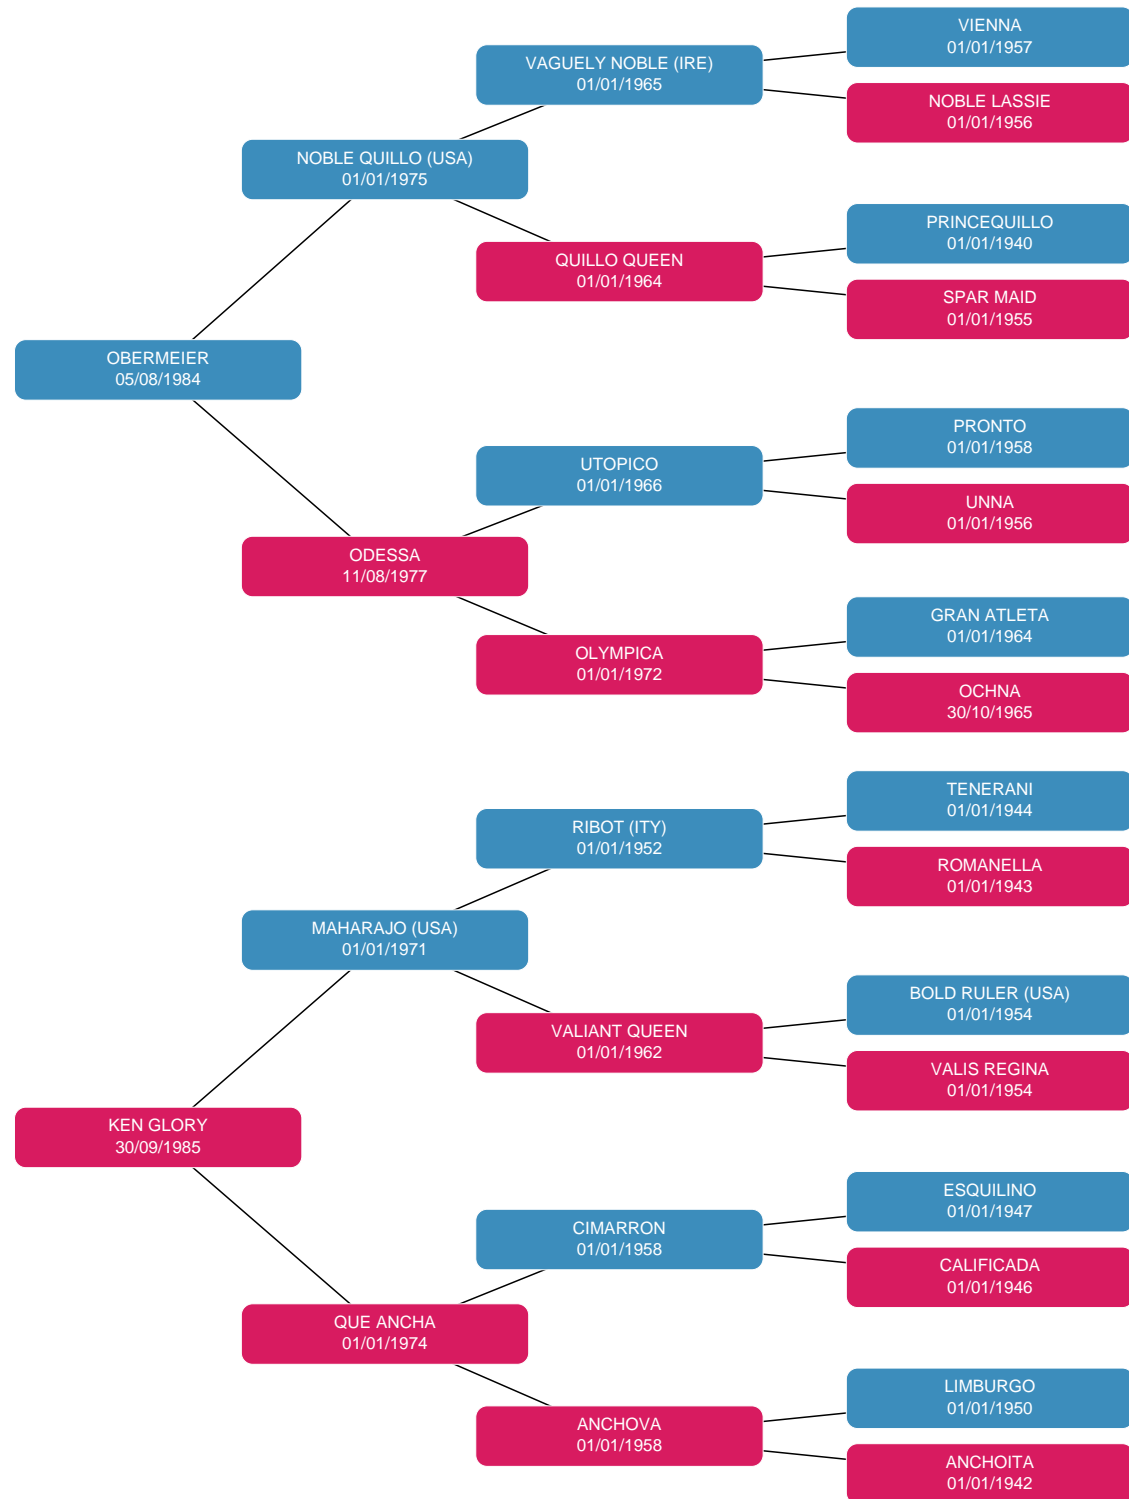 VIENNA
01/01/1957
VAGUELY NOBLE (IRE)
01/01/1965
NOBLE LASSIE
01/01/1956
NOBLE QUILLO (USA)
01/01/1975
PRINCEQUILLO
01/01/1940
QUILLO QUEEN
01/01/1964
SPAR MAID
01/01/1955
OBERMEIER
05/08/1984
PRONTO
01/01/1958
UTOPICO
01/01/1966
UNNA
01/01/1956
ODESSA
11/08/1977
GRAN ATLETA
01/01/1964
OLYMPICA
01/01/1972
OCHNA
30/10/1965
TENERANI
01/01/1944
RIBOT (ITY)
01/01/1952
ROMANELLA
01/01/1943
MAHARAJO (USA)
01/01/1971
BOLD RULER (USA)
01/01/1954
VALIANT QUEEN
01/01/1962
VALIS REGINA
01/01/1954
KEN GLORY
30/09/1985
ESQUILINO
01/01/1947
CIMARRON
01/01/1958
CALIFICADA
01/01/1946
QUE ANCHA
01/01/1974
LIMBURGO
01/01/1950
ANCHOVA
01/01/1958
ANCHOITA
01/01/1942